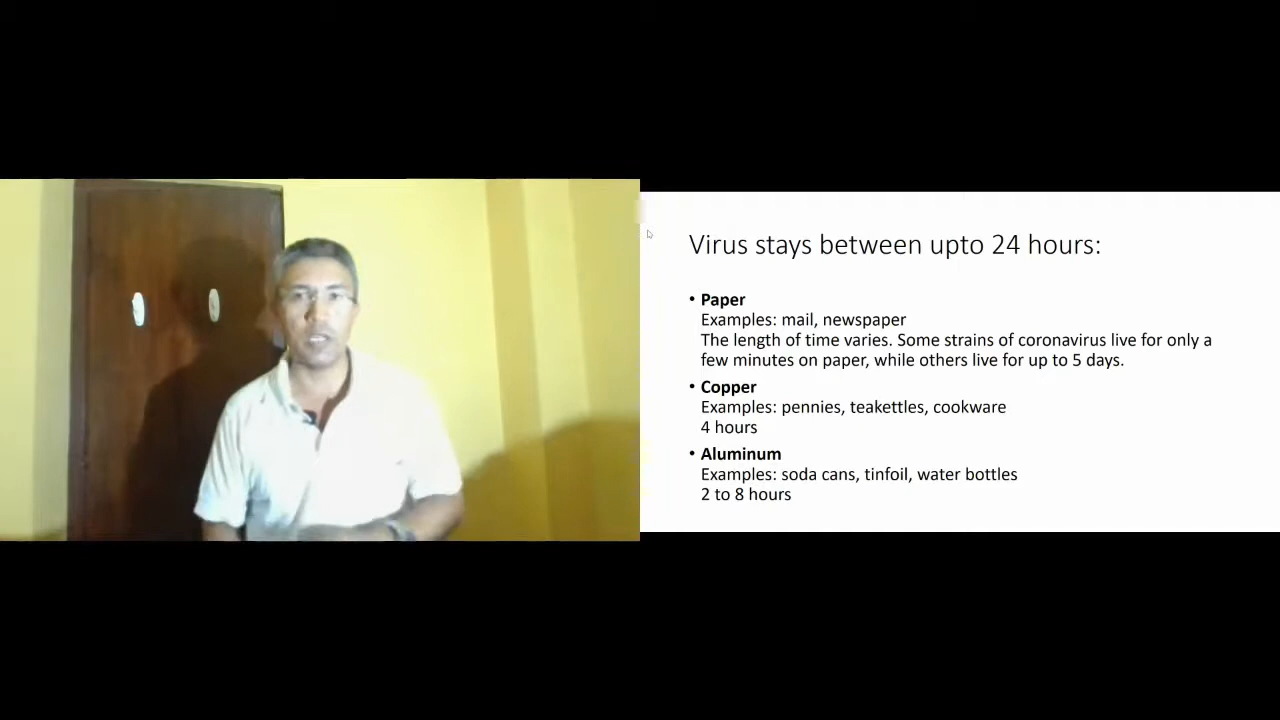 Virus stays between upto 24 hours:
• Paper
Examples: mail, newspaper
The length of time varies. Some strains of coronavirus live for only a
few minutes on paper, while others live for up to 5 days.
• Copper
Examples: pennies, teakettles, cookware
4 hours
• Aluminum
Examples: soda cans, tinfoil, water bottles
2 to 8 hours